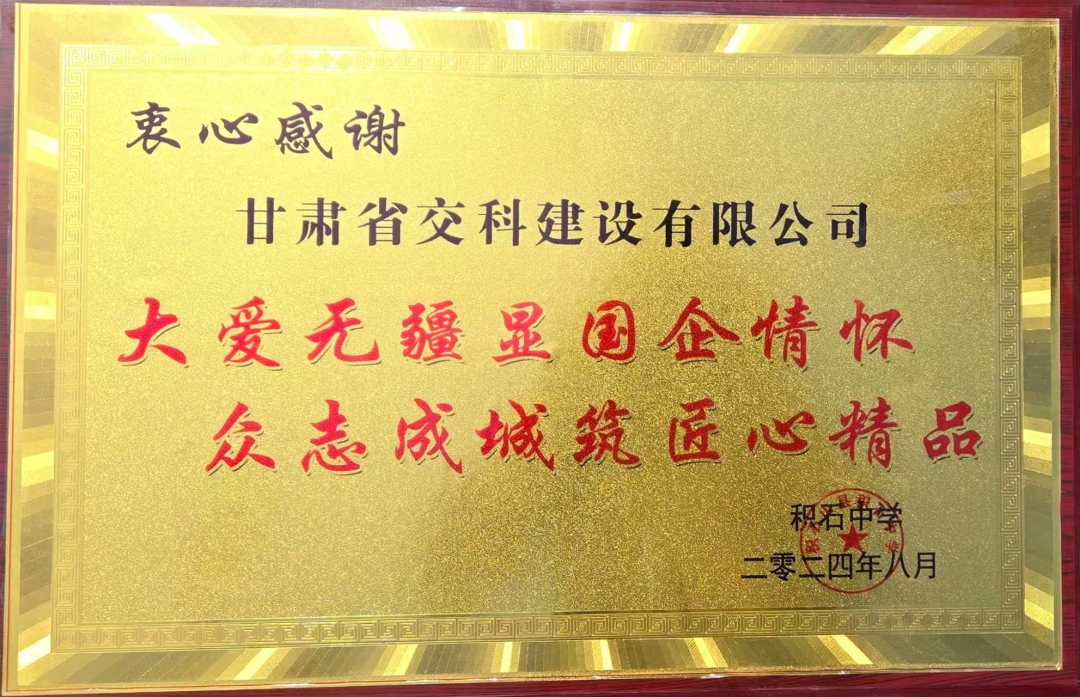 衷心感谢
甘肃省交科建设有限公司
大爱无疆显国企情怀
众志成城筑匠心精品
积石中学
二零二四年八月